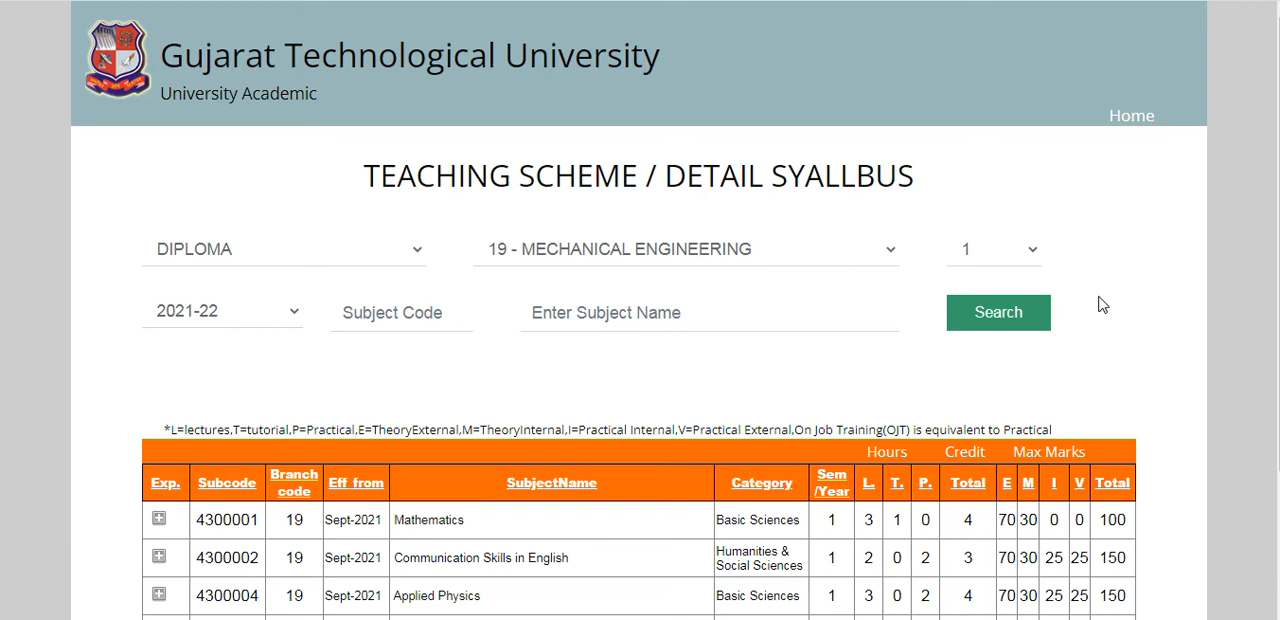 Gujarat Technological University
University Academic
Home
TEACHING SCHEME / DETAIL SYALLBUS
DIPLOMA 19 - MECHANICAL ENGINEERING 1
2021-22 Subject Code Enter Subject Name Search
*L=lectures,T=tutorial,P=Practical,E=TheoryExternal,M=TheoryInternal,I=Practical Internal,V=Practical External,On Job Training(OJT) is equivalent to Practical
Hours Credit Max Marks
Exp. Subcode Branch code Eff from SubjectName Category Sem /Year L. T. P. Total E M I V Total
4300001 19 Sept-2021 Mathematics Basic Sciences 1 3 1 0 4 70 30 0 0 100
4300002 19 Sept-2021 Communication Skills in English Humanities & Social Sciences 1 2 0 2 3 70 30 25 25 150
4300004 19 Sept-2021 Applied Physics Basic Sciences 1 3 0 2 4 70 30 25 25 150